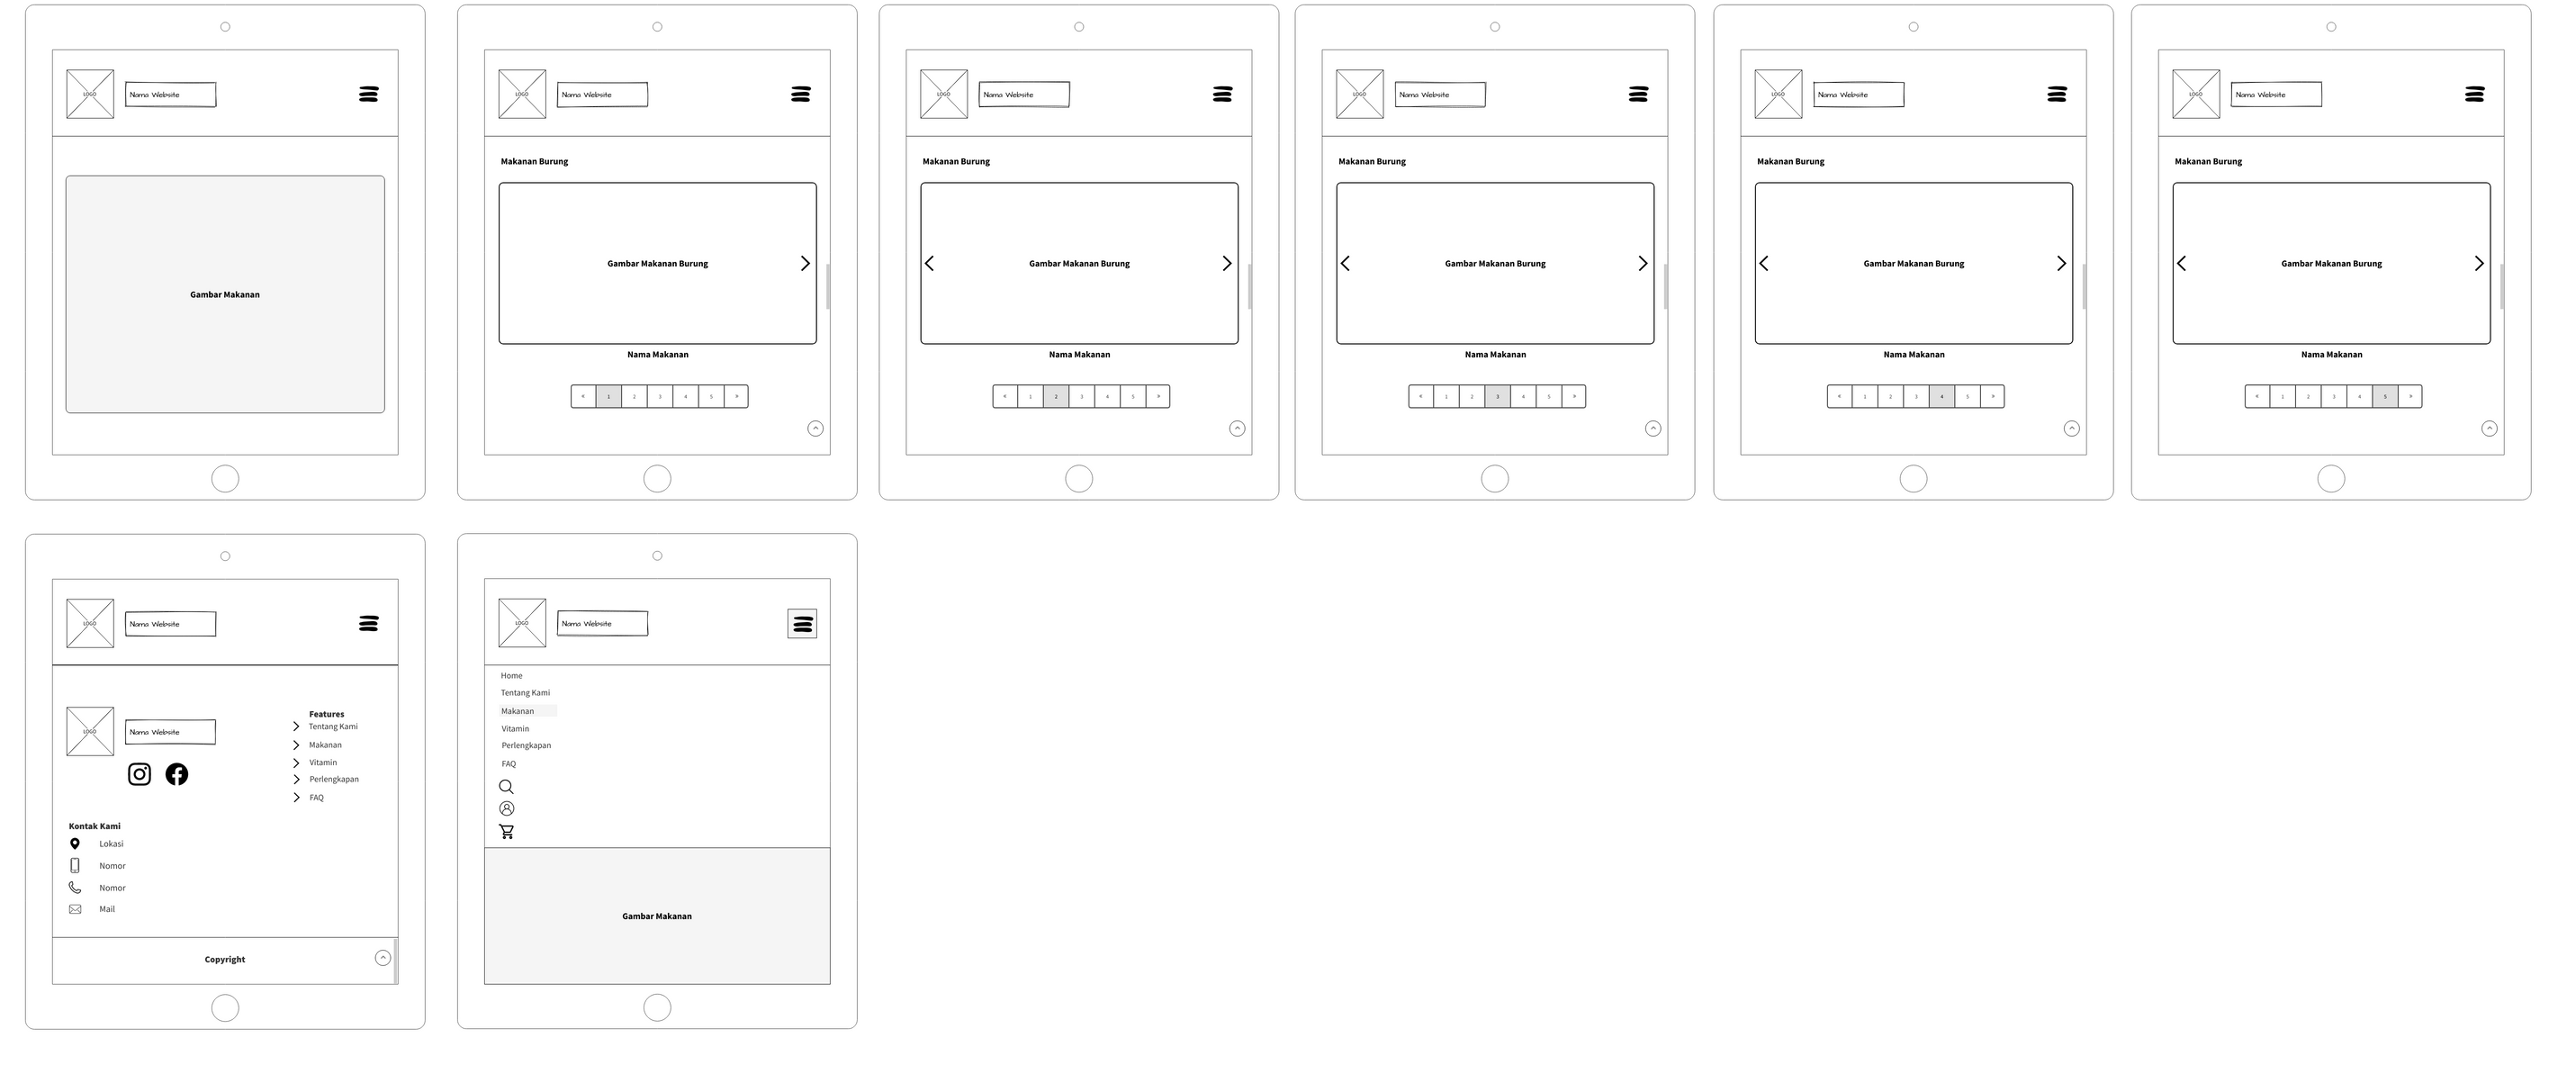 LOGO
Nama Website
Gambar Makanan
LOGO
Nama Website
Makanan Burung
Gambar Makanan Burung
Nama Makanan
« 1 2 3 4 5 »
LOGO
Nama Website
Makanan Burung
Gambar Makanan Burung
Nama Makanan
« 1 2 3 4 5 »
LOGO
Nama Website
Makanan Burung
Gambar Makanan Burung
Nama Makanan
« 1 2 3 4 5 »
LOGO
Nama Website
Makanan Burung
Gambar Makanan Burung
Nama Makanan
« 1 2 3 4 5 »
LOGO
Nama Website
Makanan Burung
Gambar Makanan Burung
Nama Makanan
« 1 2 3 4 5 »
LOGO
Nama Website
LOGO
Nama Website
Features
Tentang Kami
Makanan
Vitamin
Perlengkapan
FAQ
Kontak Kami
Lokasi
Nomor
Nomor
Mail
Copyright
LOGO
Nama Website
Home
Tentang Kami
Makanan
Vitamin
Perlengkapan
FAQ
Gambar Makanan